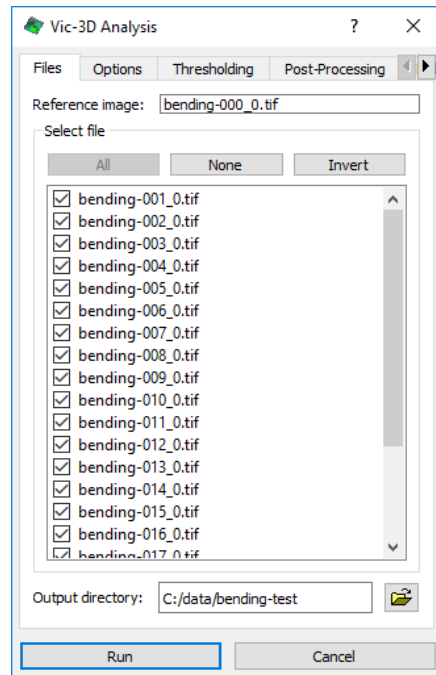 Vic-3D Analysis ?
Files Options Thresholding Post-Processing
Reference image: bending-000_0.tif
Select file
All None Invert
bending-001_0.tif
bending-002_0.tif
bending-003_0.tif
bending-004_0.tif
bending-005_0.tif
bending-006_0.tif
bending-007_0.tif
bending-008_0.tif
bending-009_0.tif
bending-010_0.tif
bending-011_0.tif
bending-012_0.tif
bending-013_0.tif
bending-014_0.tif
bending-015_0.tif
bending-016_0.tif
bending-017_0.tif
Output directory: C:/data/bending-test
Run Cancel